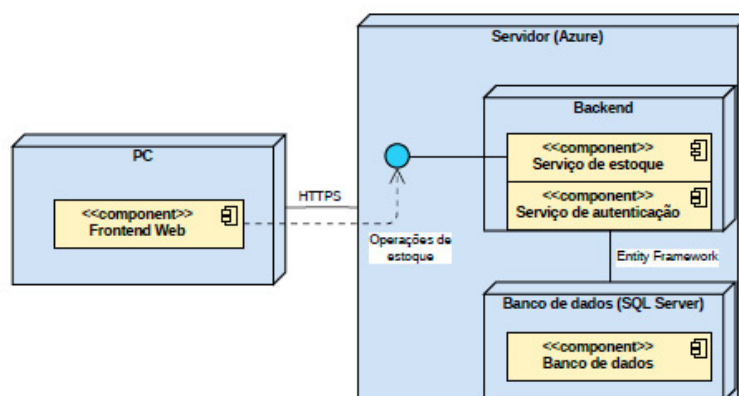 Servidor (Azure)
Backend
<<component>>
Serviço de estoque
<<component>>
Serviço de autenticação
PC
<<component>>
Frontend Web
HTTPS
Operações de
estoque
Entity Framework
Banco de dados (SQL Server)
<<component>>
Banco de dados